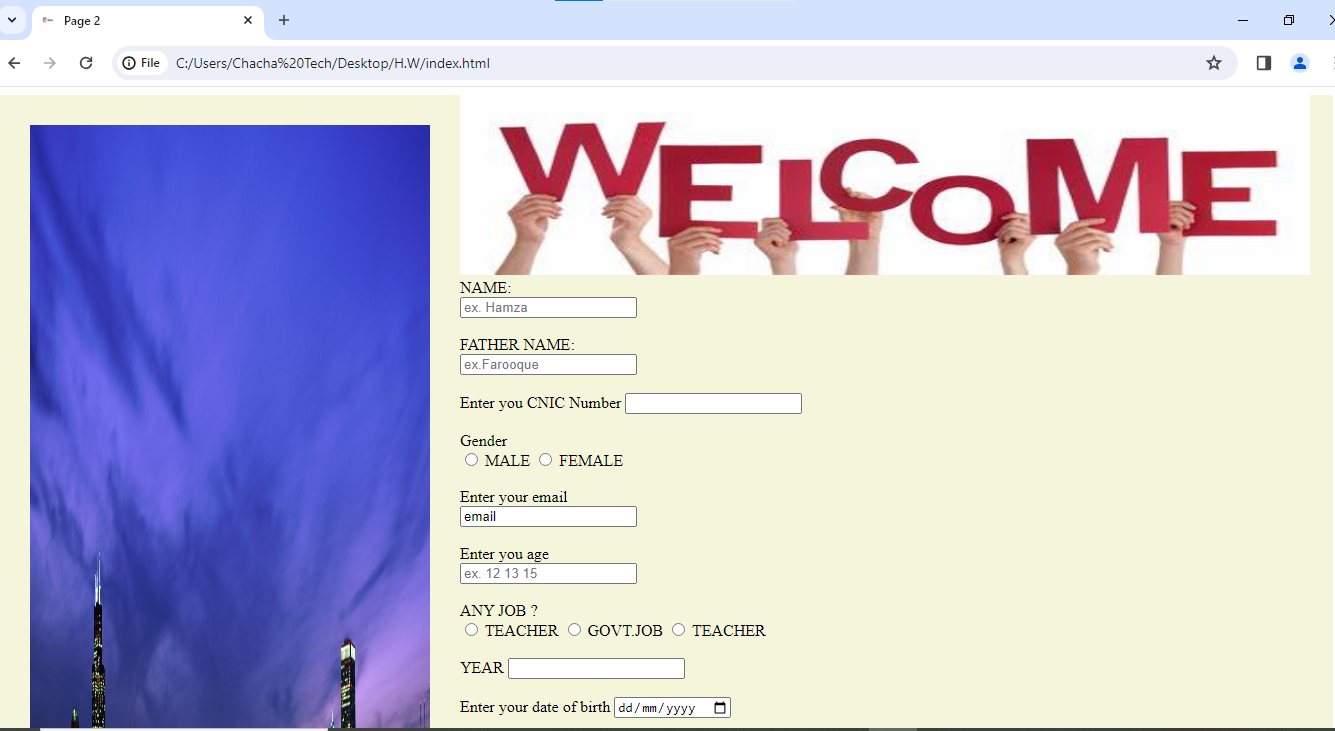 Page 2
File C:/Users/Chacha%20Tech/Desktop/H.W/index.html
WELCOME
NAME:
ex. Hamza
FATHER NAME:
ex.Farooque
Enter you CNIC Number
Gender
MALE FEMALE
Enter your email
email
Enter you age
ex. 12 13 15
ANY JOB ?
TEACHER GOVT.JOB TEACHER
YEAR
Enter your date of birth dd/mm/yyyy